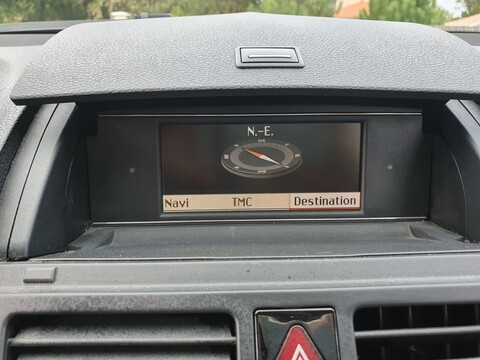 N.-E.
Navi TMC Destination